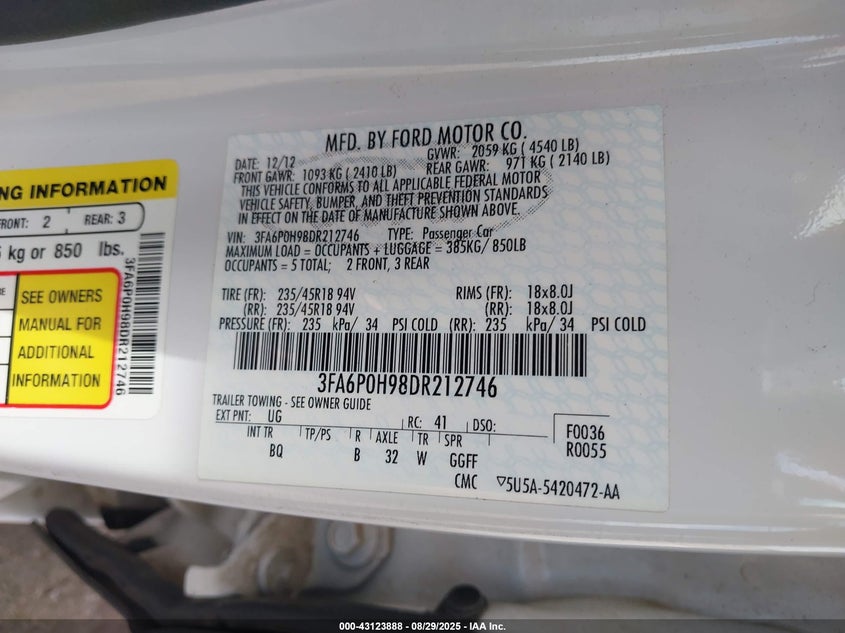 NG INFORMATION
FRONT: 2 REAR: 3
kg or 850 lbs.
SEE OWNERS
MANUAL FOR
ADDITIONAL
INFORMATION
3FA6P0H98DR212746
MFD. BY FORD MOTOR CO.
DATE: 12/12 GVWR: 2059 KG ( 4540 LB)
FRONT GAWR: 1093 KG ( 2410 LB) REAR GAWR: 971 KG ( 2140 LB)
THIS VEHICLE CONFORMS TO ALL APPLICABLE FEDERAL MOTOR
VEHICLE SAFETY, BUMPER, AND THEFT PREVENTION STANDARDS
IN EFFECT ON THE DATE OF MANUFACTURE SHOWN ABOVE.
VIN: 3FA6P0H98DR212746 TYPE: Passenger Car
MAXIMUM LOAD = OCCUPANTS + LUGGAGE = 385KG/ 850LB
OCCUPANTS = 5 TOTAL; 2 FRONT, 3 REAR
TIRE (FR): 235/45R18 94V RIMS (FR): 18x8.0J
(RR): 235/45R18 94V (RR): 18x8.0J
PRESSURE (FR): 235 kPa/ 34 PSI COLD (RR): 235 kPa/ 34 PSI COLD
3FA6P0H98DR212746
TRAILER TOWING - SEE OWNER GUIDE
EXT PNT: UG RC: 41 DSO:
INT TR TP/PS R AXLE TR SPR F0036
BQ B 32 W GGFF R0055
CMC ▽5U5A-5420472-AA
000-43123888 - 08/29/2025 - IAA Inc.